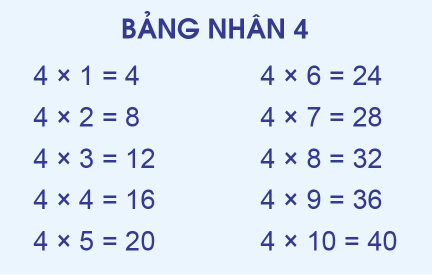 BẢNG NHÂN 4
4 × 1 = 4
4 × 2 = 8
4 × 3 = 12
4 × 4 = 16
4 × 5 = 20
4 × 6 = 24
4 × 7 = 28
4 × 8 = 32
4 × 9 = 36
4 × 10 = 40